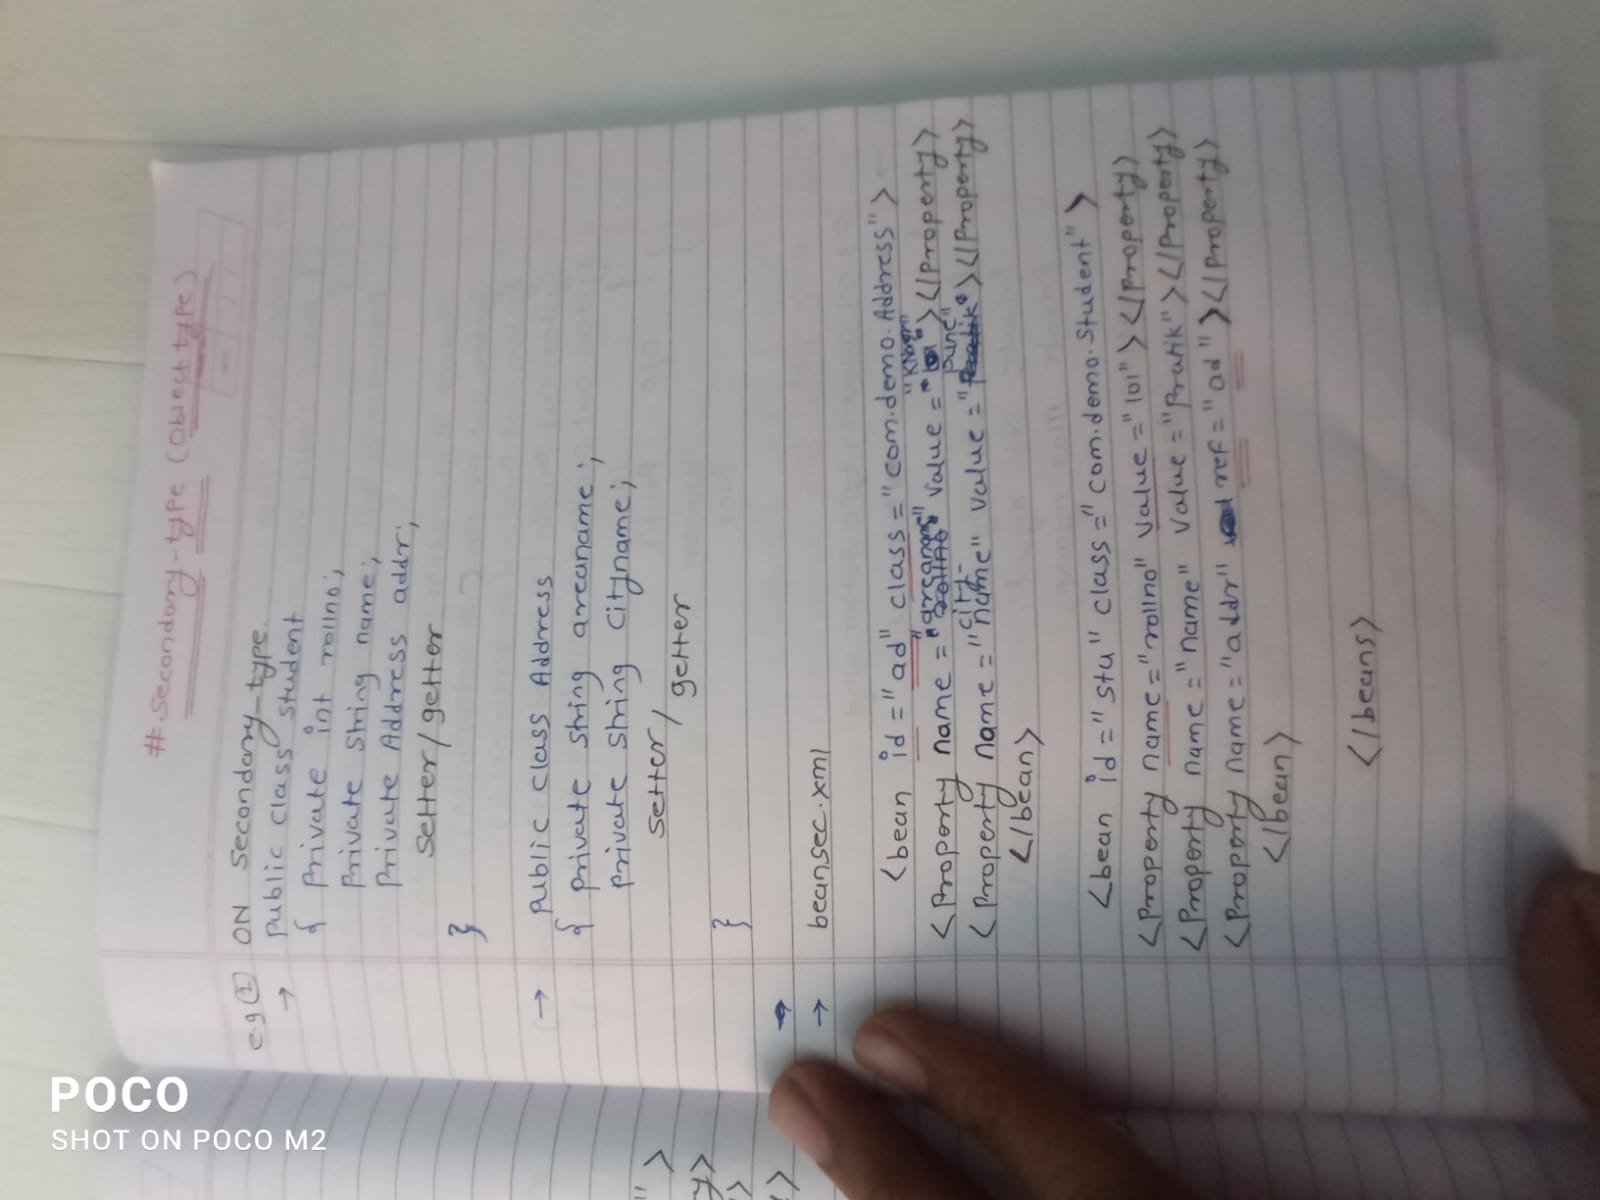 # Secondary-type (Object type)
e.g ① ON Secondary-type.
→ public class Student
{ private int rollno;
private String name;
private Address addr;
Setter/getter
}
→ public class Address
{ private String areaname;
private String cityname;
Setter/
getter
}
→ bean,sec.xml
<bean id="ad" class="com.demo.Address">
<property name="areaname" value=""></property>
<property name="cityname" value="pune"></property>
</bean>
<bean id="stu" class="com.demo.Student">
<property name="rollno" value="101"></property>
<property name="name" value="Pratik"></property>
<property name="addr" ref="ad"></property>
</bean>
</beans>
POCO
SHOT ON POCO M2